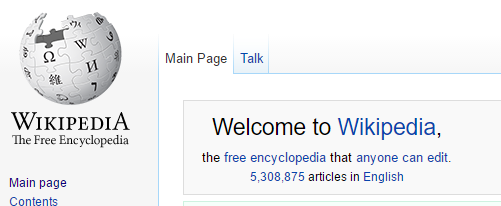 Ω W И 維
WIKIPEDIA
The Free Encyclopedia
Main page
Contents
Main Page Talk
Welcome to Wikipedia,
the free encyclopedia that anyone can edit.
5,308,875 articles in English